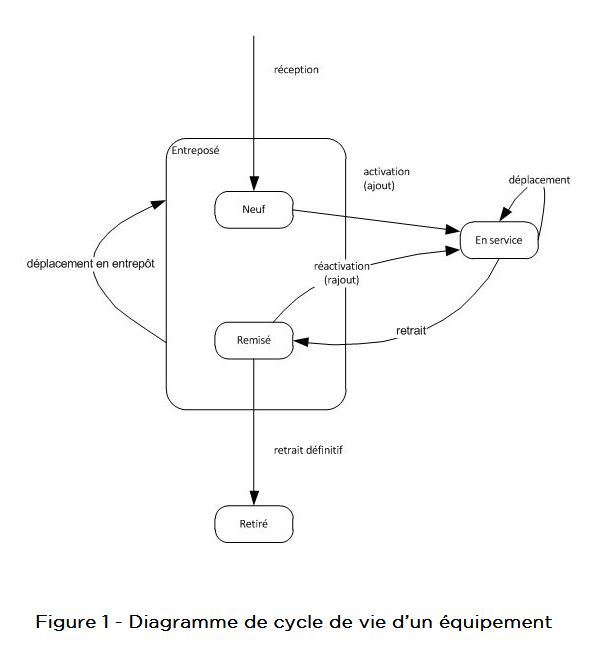 réception
Entreposé
activation
(ajout)
déplacement
Neuf
En service
déplacement en entrepôt
réactivation
(rajout)
retrait
Remisé
retrait définitif
Retiré
Figure 1 - Diagramme de cycle de vie d'un équipement